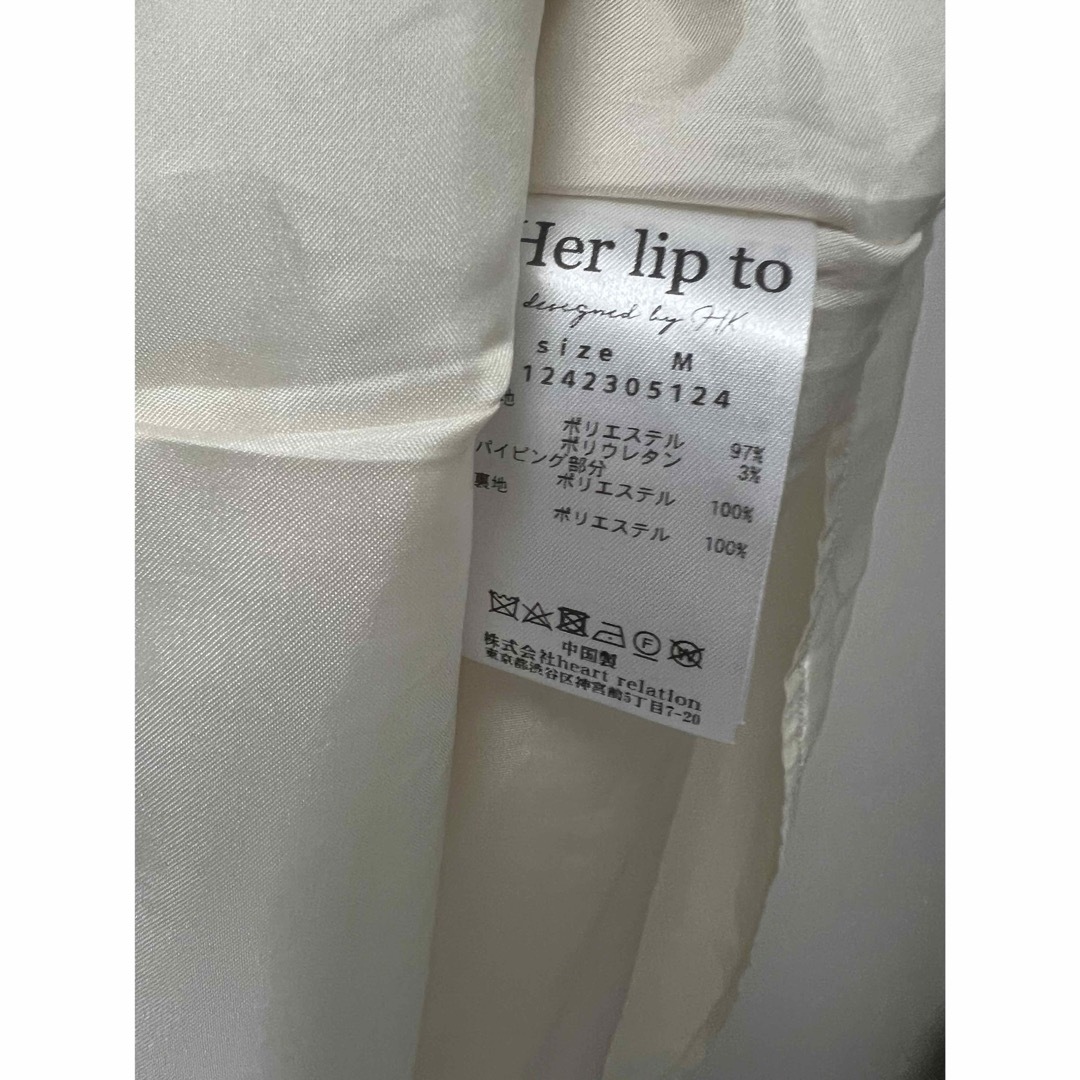 Her lip to
designed by HK
size M
1242305124
地
ポリエステル 97%
ポリウレタン 3%
パイピング部分
ポリエステル 100%
裏地
ポリエステル 100%
中国製
株式会社heart relation
東京都渋谷区神宮前5丁目7-20